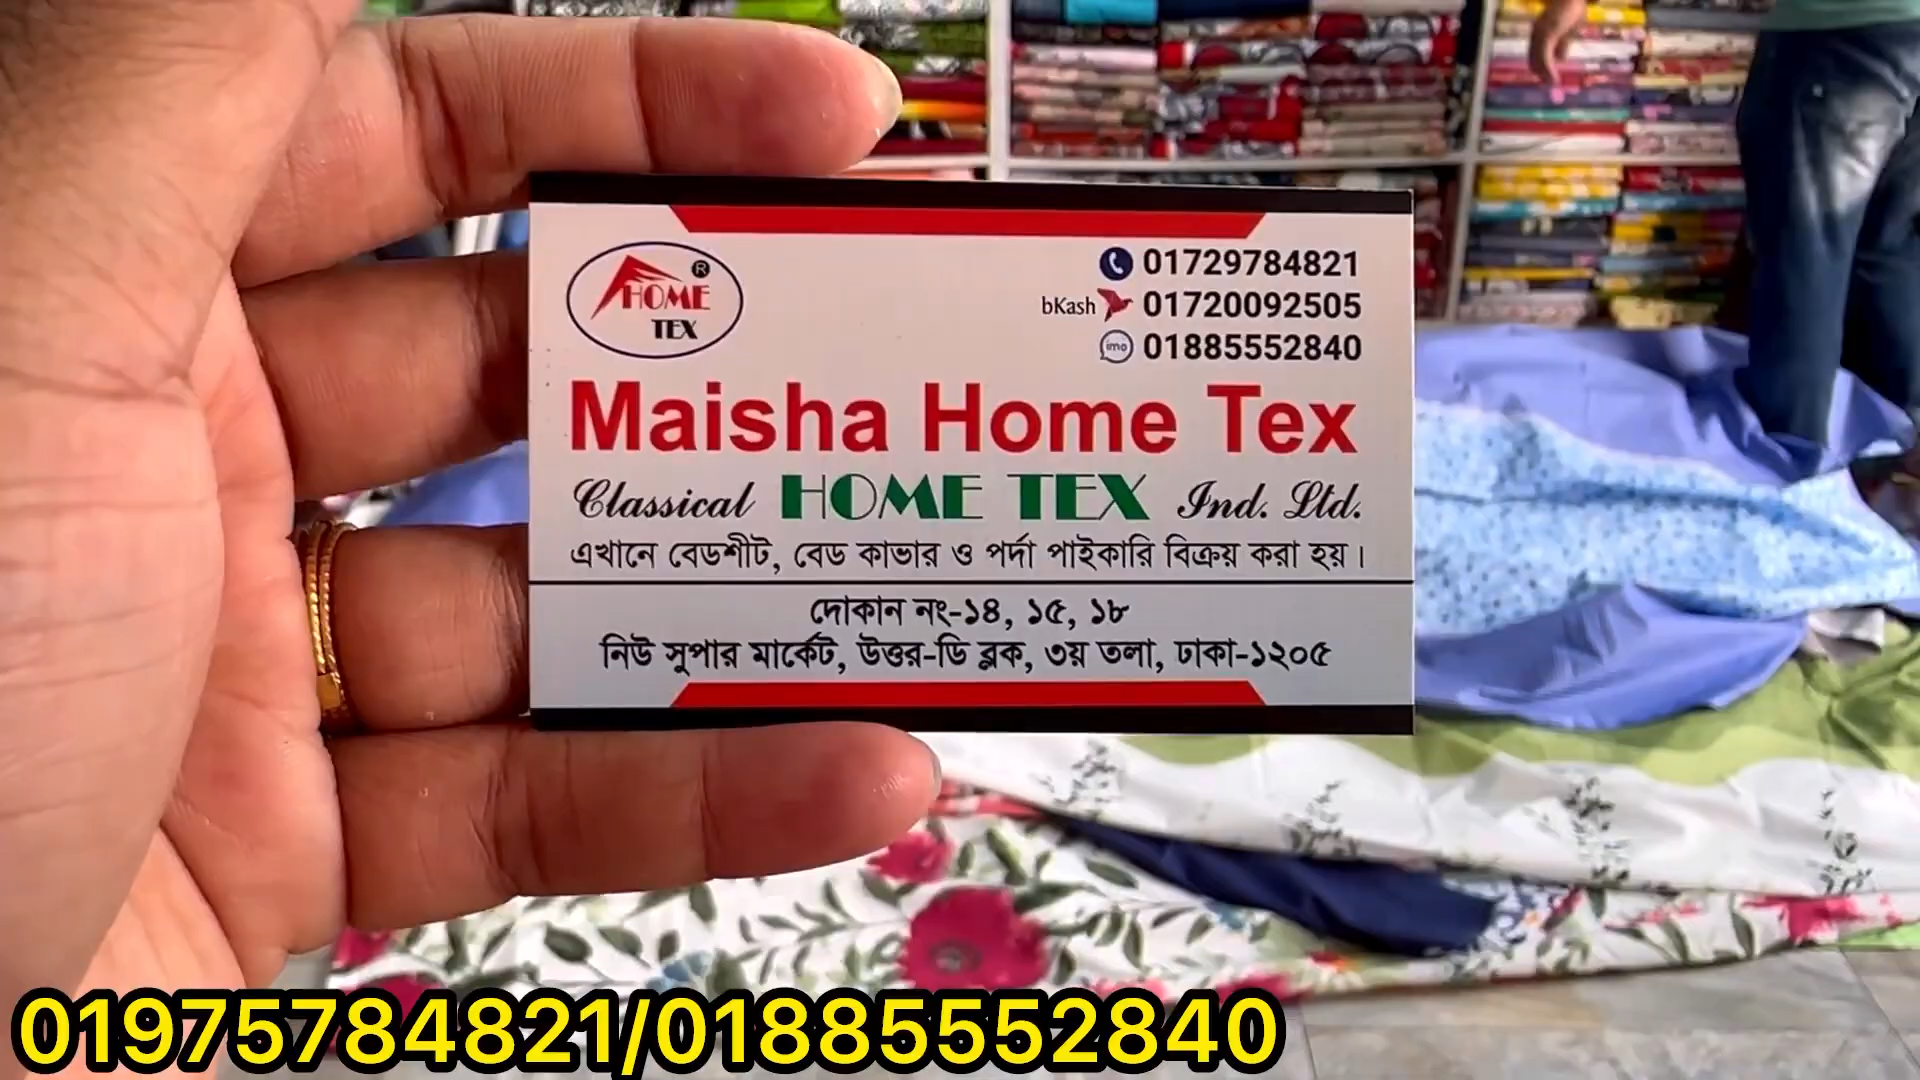 HOME ®
TEX
01729784821
bKash 01720092505
imo 01885552840
Maisha Home Tex
Classical HOME TEX Ind. Ltd.
এখানে বেডশীট, বেড কাভার ও পর্দা পাইকারি বিক্রয় করা হয়।
দোকান নং-১৪, ১৫, ১৮
নিউ সুপার মার্কেট, উত্তর-ডি ব্লক, ৩য় তলা, ঢাকা-১২০৫
01975784821/01885552840